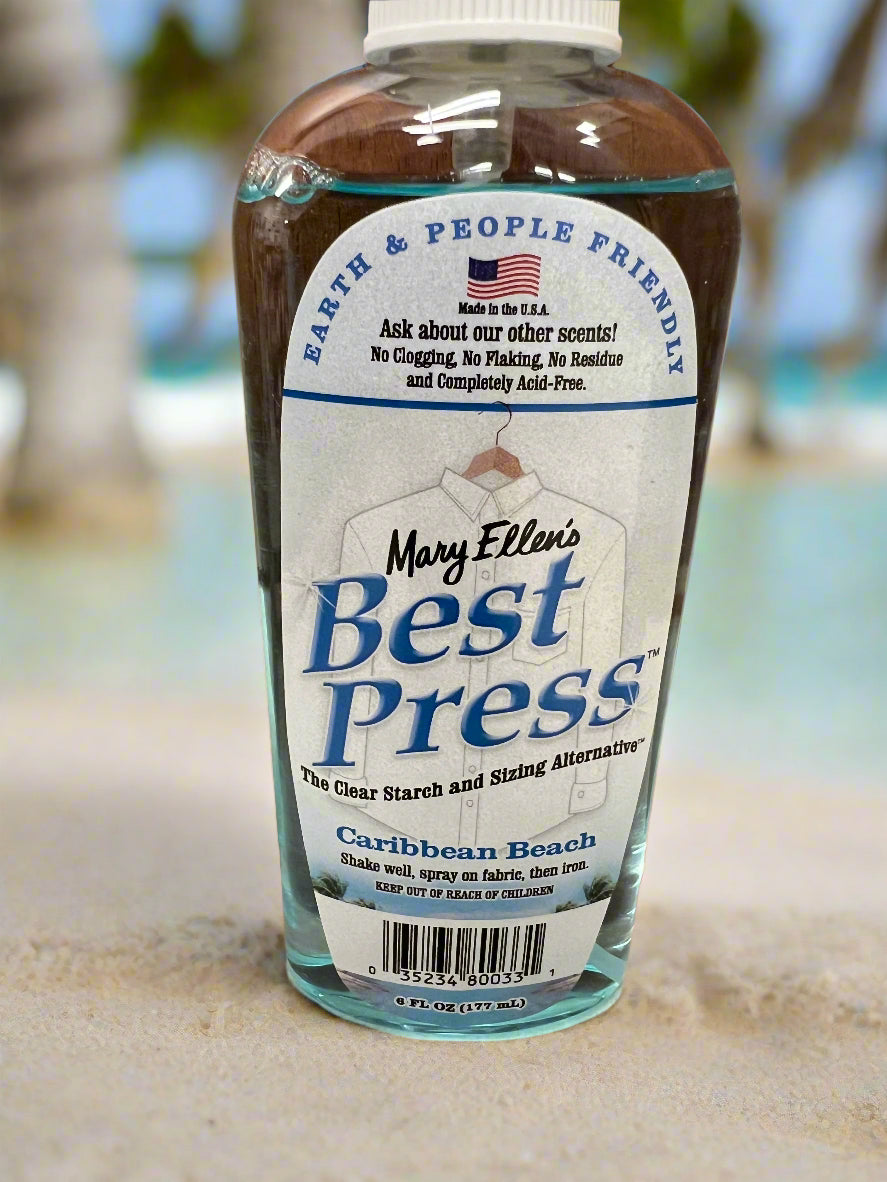 EARTH & PEOPLE FRIENDLY
Made in the U.S.A.
Ask about our other scents!
No Clogging, No Flaking, No Residue
and Completely Acid-Free.
Mary Ellen's
Best
Press™
The Clear Starch and Sizing Alternative™
Caribbean Beach
Shake well, spray on fabric, then iron.
KEEP OUT OF REACH OF CHILDREN
0 35234 80033 1
6 FL OZ (177 mL)